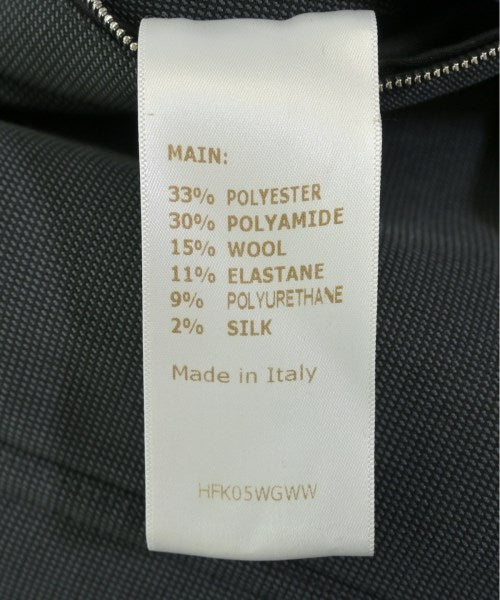 MAIN:
33% POLYESTER
30% POLYAMIDE
15% WOOL
11% ELASTANE
9% POLYURETHANE
2% SILK
Made in Italy
HFK05WGWW